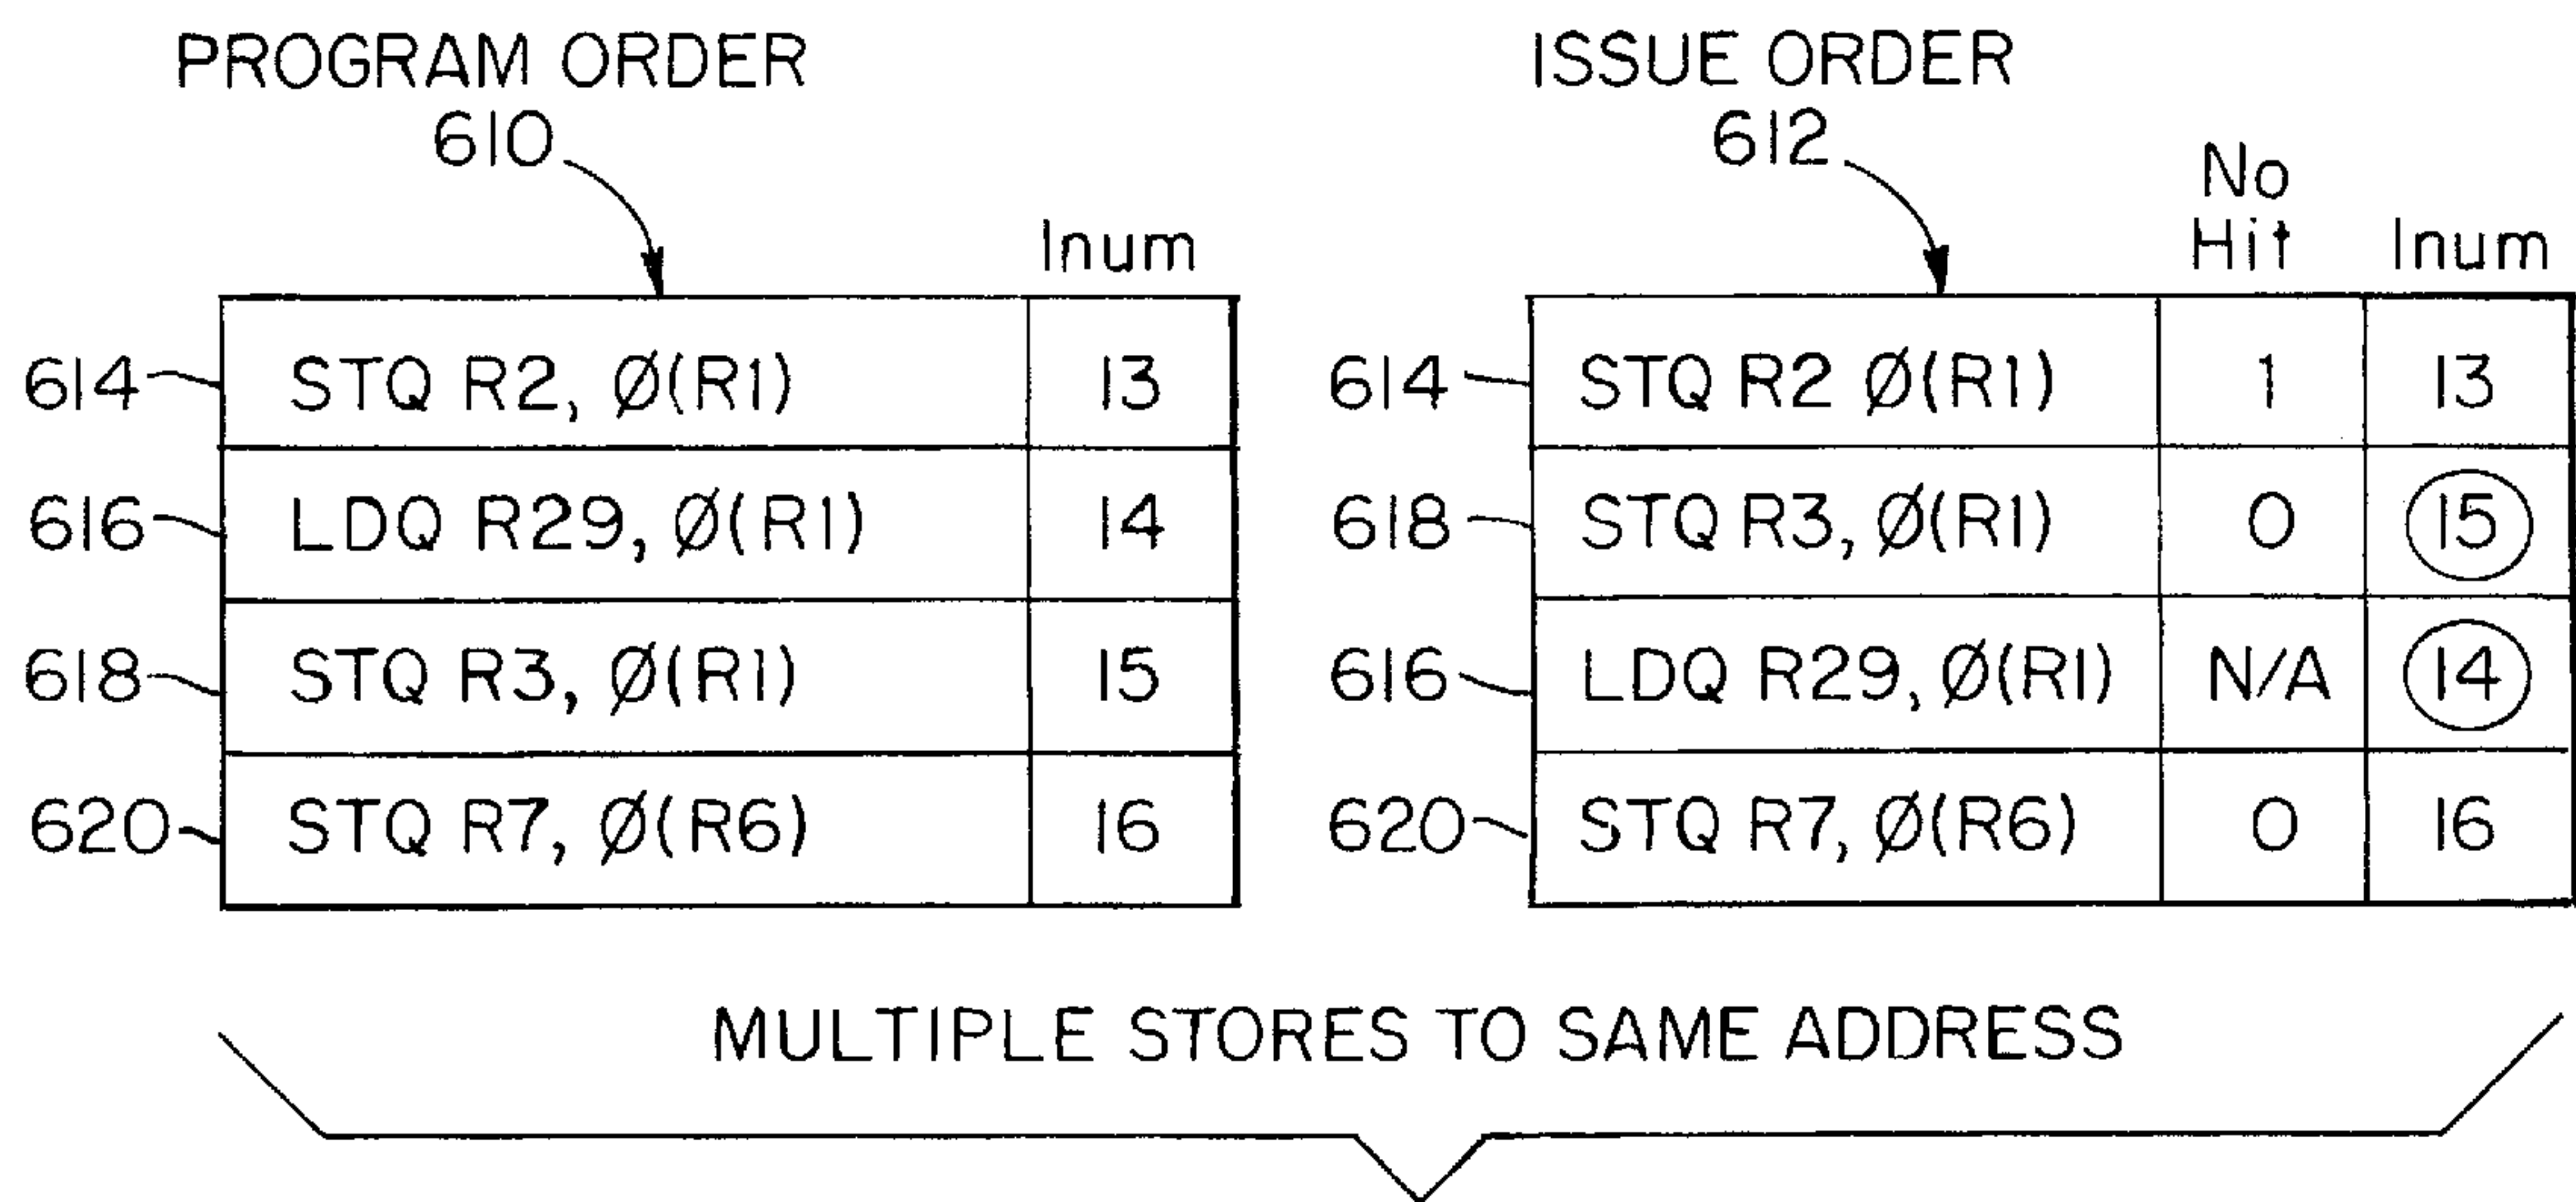 PROGRAM ORDER
610
Inum
614 STQ R2, Ø(R1) 13
616 LDQ R29, Ø(R1) 14
618 STQ R3, Ø(R1) 15
620 STQ R7, Ø(R6) 16
ISSUE ORDER
612
No
Hit Inum
614 STQ R2 Ø(R1) 1 13
618 STQ R3, Ø(R1) 0 15
616 LDQ R29, Ø(R1) N/A 14
620 STQ R7, Ø(R6) 0 16
MULTIPLE STORES TO SAME ADDRESS